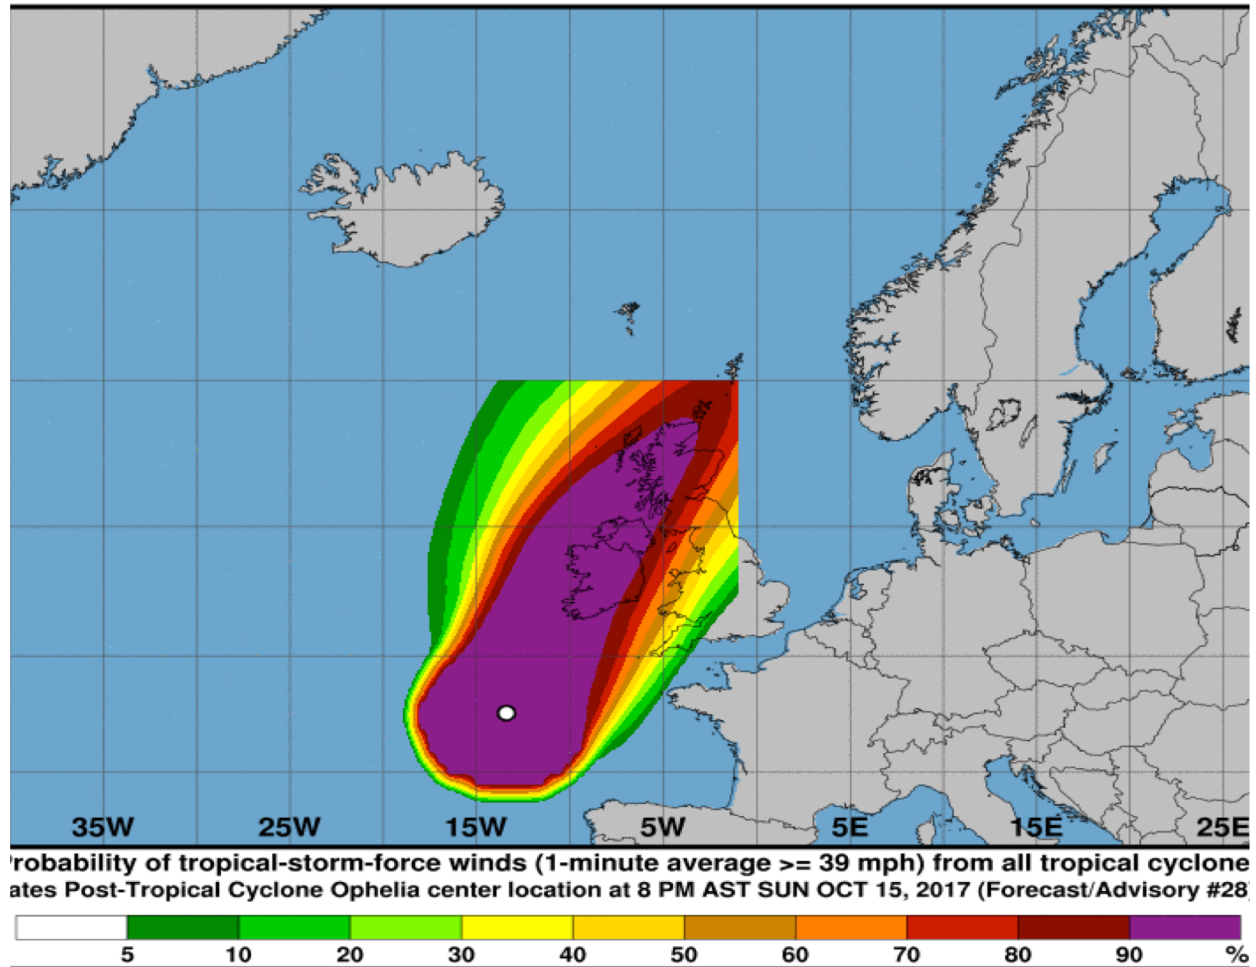 35W 25W 15W 5W 5E 15E 25E
robability of tropical-storm-force winds (1-minute average >= 39 mph) from all tropical cyclone
ates Post-Tropical Cyclone Ophelia center location at 8 PM AST SUN OCT 15, 2017 (Forecast/Advisory #28)
5 10 20 30 40 50 60 70 80 90 %